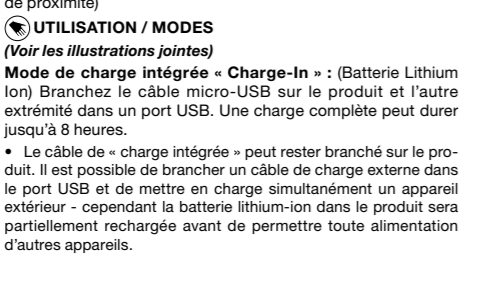 de proximité)
UTILISATION / MODES
(Voir les illustrations jointes)
Mode de charge intégrée « Charge-In » : (Batterie Lithium
Ion) Branchez le câble micro-USB sur le produit et l'autre
extrémité dans un port USB. Une charge complète peut durer
jusqu'à 8 heures.
• Le câble de « charge intégrée » peut rester branché sur le pro-
duit. Il est possible de brancher un câble de charge externe dans
le port USB et de mettre en charge simultanément un appareil
extérieur - cependant la batterie lithium-ion dans le produit sera
partiellement rechargée avant de permettre toute alimentation
d'autres appareils.